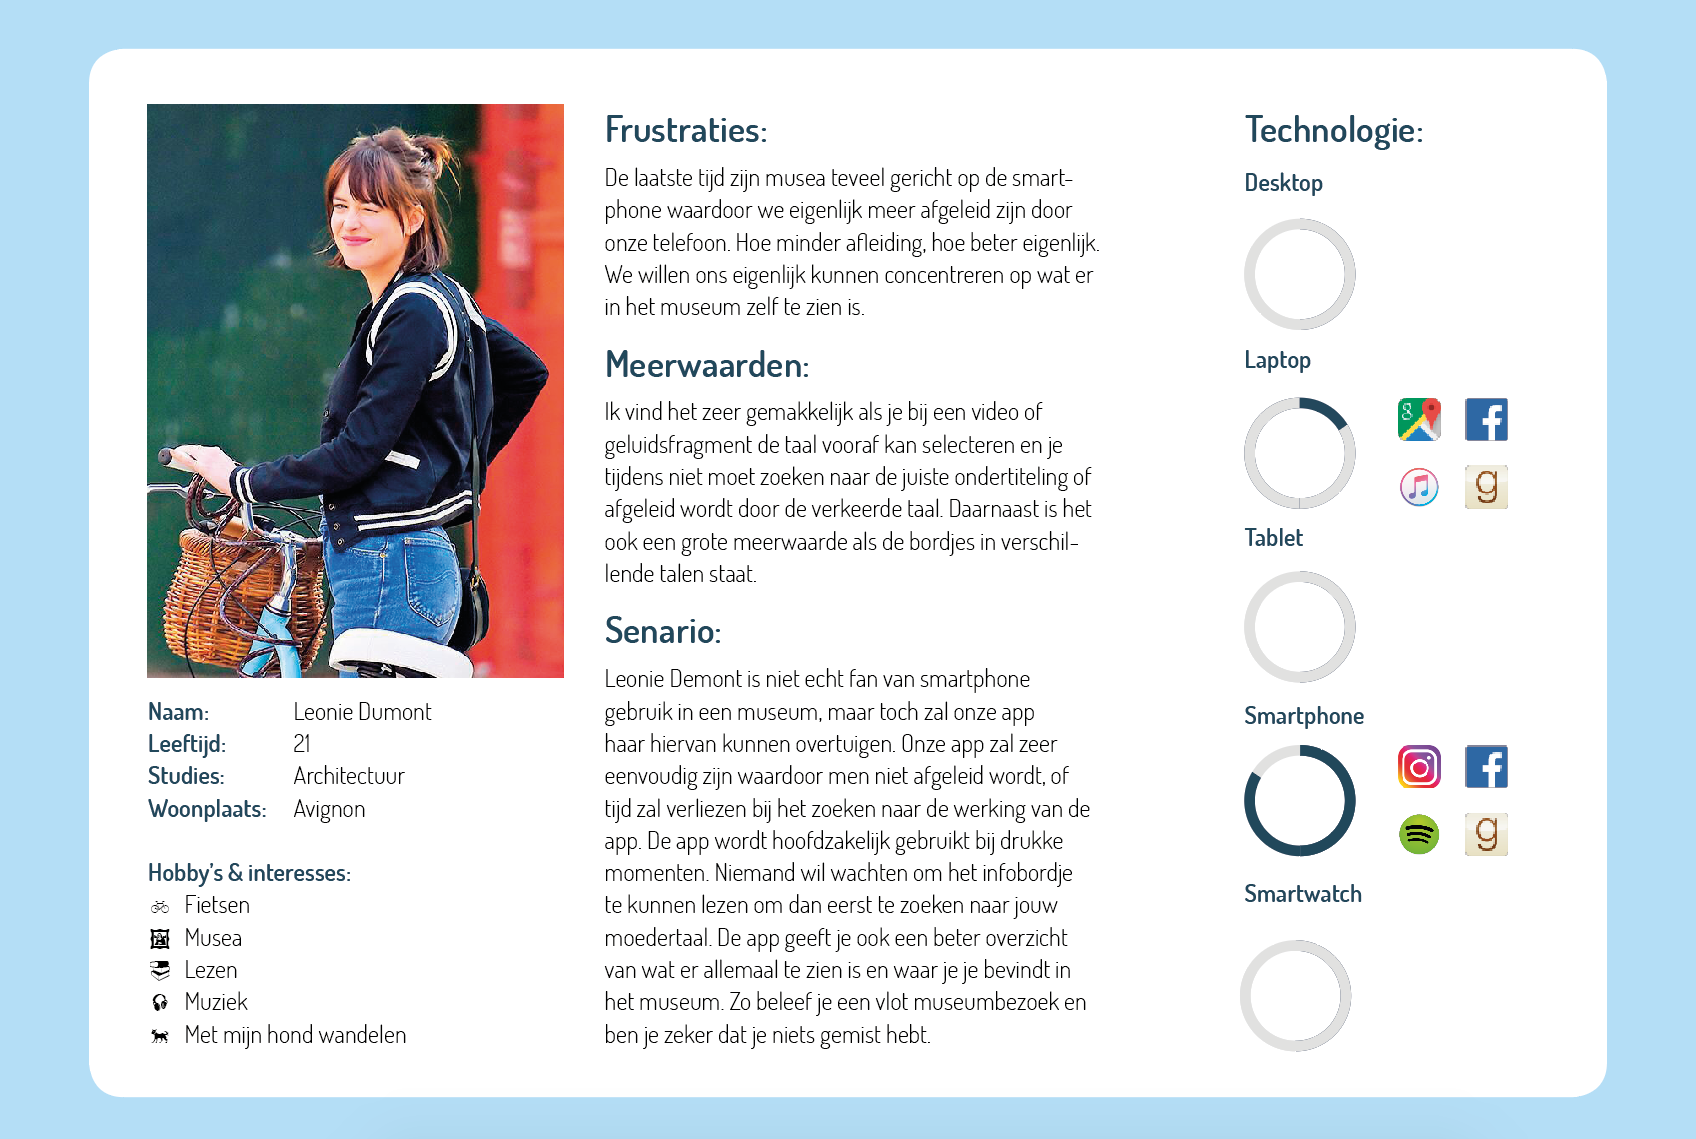 Naam: Leonie Dumont
Leeftijd: 21
Studies: Architectuur
Woonplaats: Avignon
Hobby's & interesses:
Fietsen
Musea
Lezen
Muziek
Met mijn hond wandelen
Frustraties:
De laatste tijd zijn musea teveel gericht op de smart-
phone waardoor we eigenlijk meer afgeleid zijn door
onze telefoon. Hoe minder afleiding, hoe beter eigenlijk.
We willen ons eigenlijk kunnen concentreren op wat er
in het museum zelf te zien is.
Meerwaarden:
Ik vind het zeer gemakkelijk als je bij een video of
geluidsfragment de taal vooraf kan selecteren en je
tijdens niet moet zoeken naar de juiste ondertiteling of
afgeleid wordt door de verkeerde taal. Daarnaast is het
ook een grote meerwaarde als de bordjes in verschil-
lende talen staat.
Senario:
Leonie Demont is niet echt fan van smartphone
gebruik in een museum, maar toch zal onze app
haar hiervan kunnen overtuigen. Onze app zal zeer
eenvoudig zijn waardoor men niet afgeleid wordt, of
tijd zal verliezen bij het zoeken naar de werking van de
app. De app wordt hoofdzakelijk gebruikt bij drukke
momenten. Niemand wil wachten om het infobordje
te kunnen lezen om dan eerst te zoeken naar jouw
moedertaal. De app geeft je ook een beter overzicht
van wat er allemaal te zien is en waar je je bevindt in
het museum. Zo beleef je een vlot museumbezoek en
ben je zeker dat je niets gemist hebt.
Technologie:
Desktop
Laptop
g f
g
Tablet
Smartphone
f
g
Smartwatch